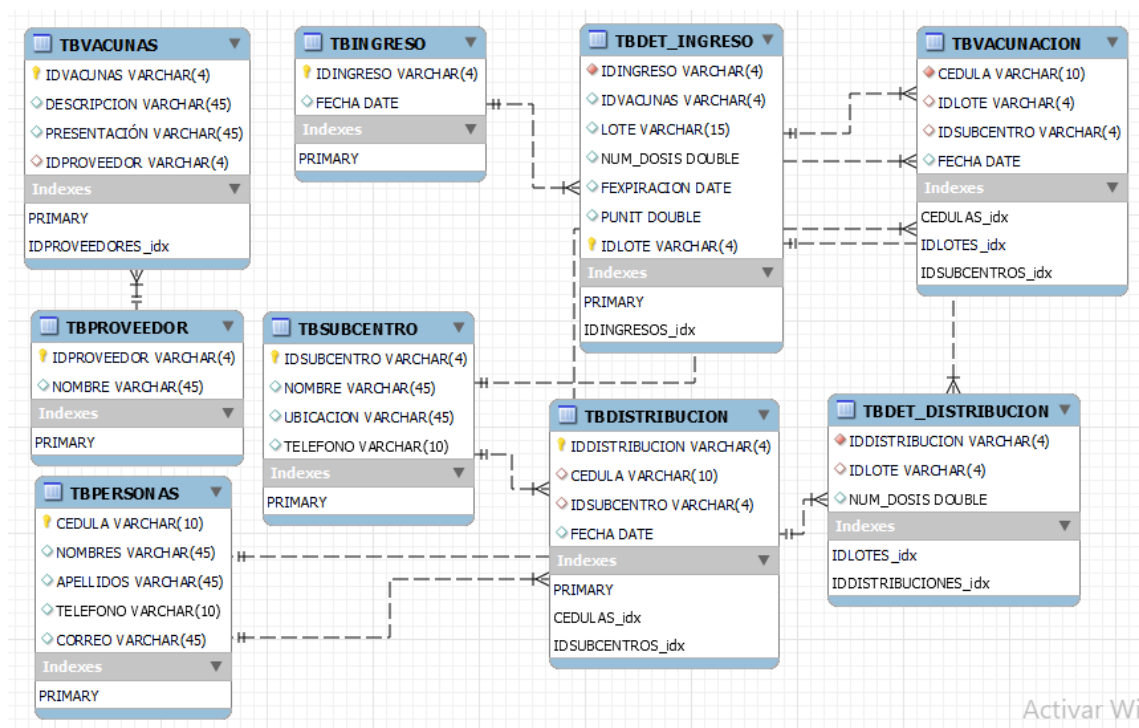 TBVACUNAS
IDVACUNAS VARCHAR(4)
DESCRIPCION VARCHAR(45)
PRESENTACIÓN VARCHAR(45)
IDPROVEEDOR VARCHAR(4)
Indexes
PRIMARY
IDPROVEEDORES_idx
TBINGRESO
IDINGRESO VARCHAR(4)
FECHA DATE
Indexes
PRIMARY
TBDET_INGRESO
IDINGRESO VARCHAR(4)
IDVACUNAS VARCHAR(4)
LOTE VARCHAR(15)
NUM_DOSIS DOUBLE
FEXPIRACION DATE
PUNIT DOUBLE
IDLOTE VARCHAR(4)
Indexes
PRIMARY
IDINGRESOS_idx
TBVACUNACION
CEDULA VARCHAR(10)
IDLOTE VARCHAR(4)
IDSUBCENTRO VARCHAR(4)
FECHA DATE
Indexes
CEDULAS_idx
IDLOTES_idx
IDSUBCENTROS_idx
TBPROVEEDOR
IDPROVEEDOR VARCHAR(4)
NOMBRE VARCHAR(45)
Indexes
PRIMARY
TBSUBCENTRO
IDSUBCENTRO VARCHAR(4)
NOMBRE VARCHAR(45)
UBICACION VARCHAR(45)
TELEFONO VARCHAR(10)
Indexes
PRIMARY
TBDISTRIBUCION
IDDISTRIBUCION VARCHAR(4)
CEDULA VARCHAR(10)
IDSUBCENTRO VARCHAR(4)
FECHA DATE
Indexes
PRIMARY
CEDULAS_idx
IDSUBCENTROS_idx
TBDET_DISTRIBUCION
IDDISTRIBUCION VARCHAR(4)
IDLOTE VARCHAR(4)
NUM_DOSIS DOUBLE
Indexes
IDLOTES_idx
IDDISTRIBUCIONES_idx
TBPERSONAS
CEDULA VARCHAR(10)
NOMBRES VARCHAR(45)
APELLIDOS VARCHAR(45)
TELEFONO VARCHAR(10)
CORREO VARCHAR(45)
Indexes
PRIMARY
Activar Wi